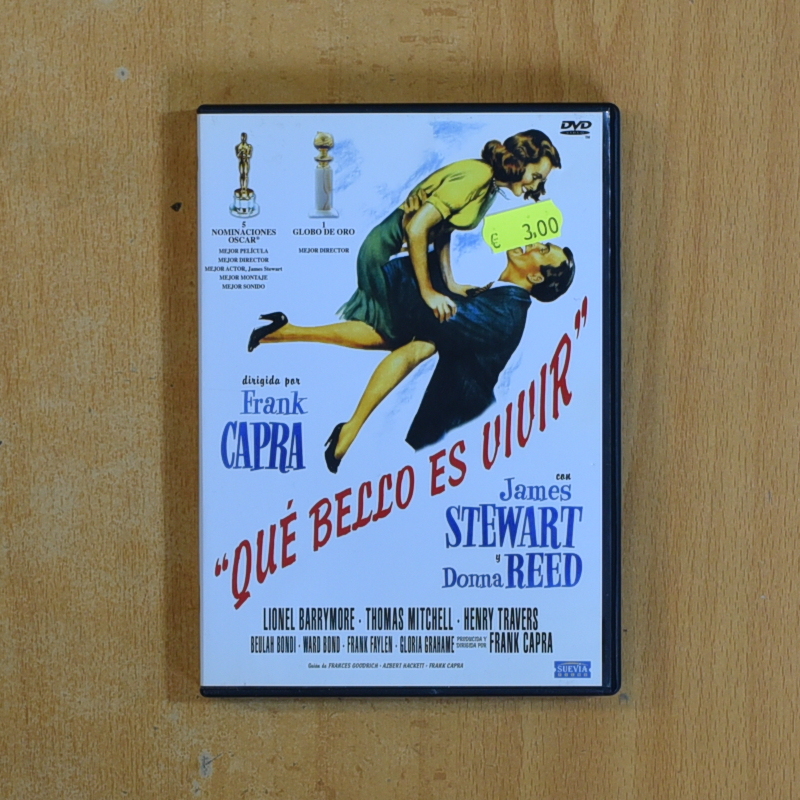 DVD
VIDEO
5
NOMINACIONES
OSCAR®
MEJOR PELÍCULA
MEJOR DIRECTOR
MEJOR ACTOR, James Stewart
MEJOR MONTAJE
MEJOR SONIDO
1
GLOBO DE ORO
MEJOR DIRECTOR
€ 3,00
dirigida por
Frank
CAPRA
"QUÉ BELLO ES VIVIR"
con
James
STEWART
y
Donna REED
LIONEL BARRYMORE · THOMAS MITCHELL · HENRY TRAVERS
BEULAH BONDI · WARD BOND · FRANK FAYLEN · GLORIA GRAHAME PRODUCIDA Y DIRIGIDA POR FRANK CAPRA
Guión de FRANCES GOODRICH · ALBERT HACKETT · FRANK CAPRA
SUEVIA